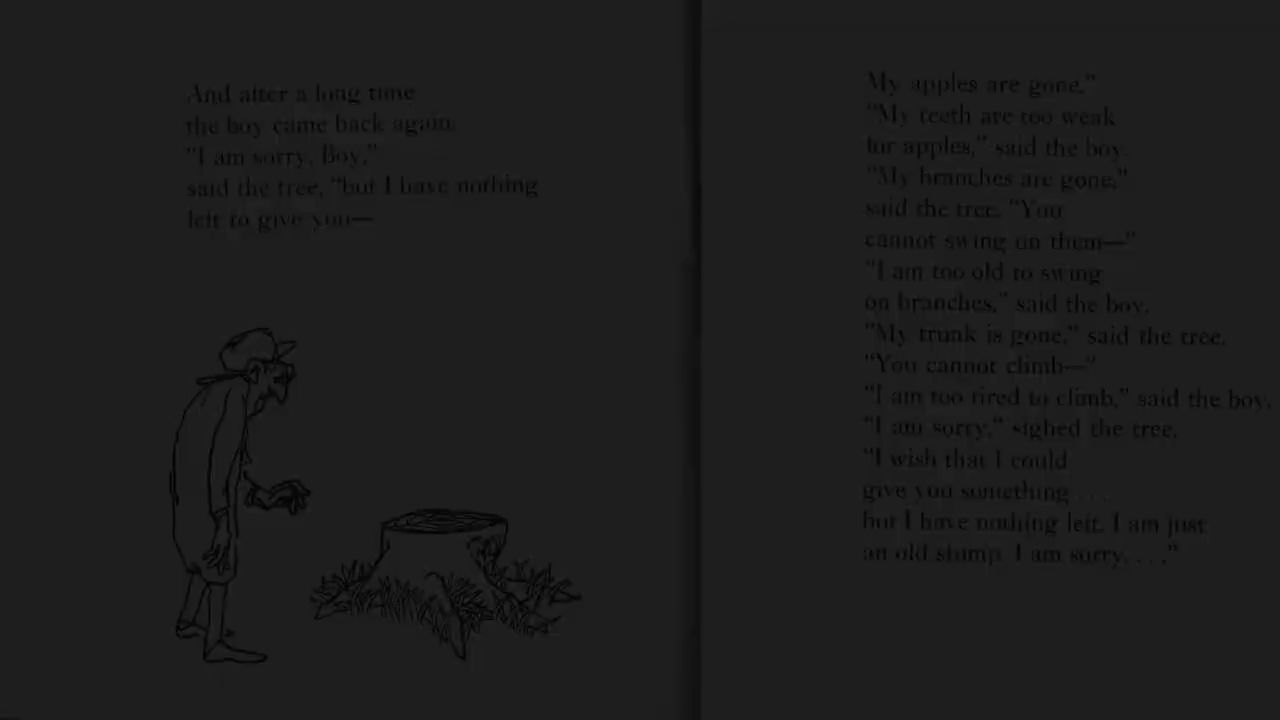 And after a long time
the boy came back again.
"I am sorry, Boy,"
said the tree, "but I have nothing
left to give you—
My apples are gone."
"My teeth are too weak
for apples," said the boy.
"My branches are gone,"
said the tree. "You
cannot swing on them—"
"I am too old to swing
on branches," said the boy.
"My trunk is gone," said the tree.
"You cannot climb—"
"I am too tired to climb," said the boy.
"I am sorry," sighed the tree.
"I wish that I could
give you something . . .
but I have nothing left. I am just
an old stump. I am sorry. . . ."